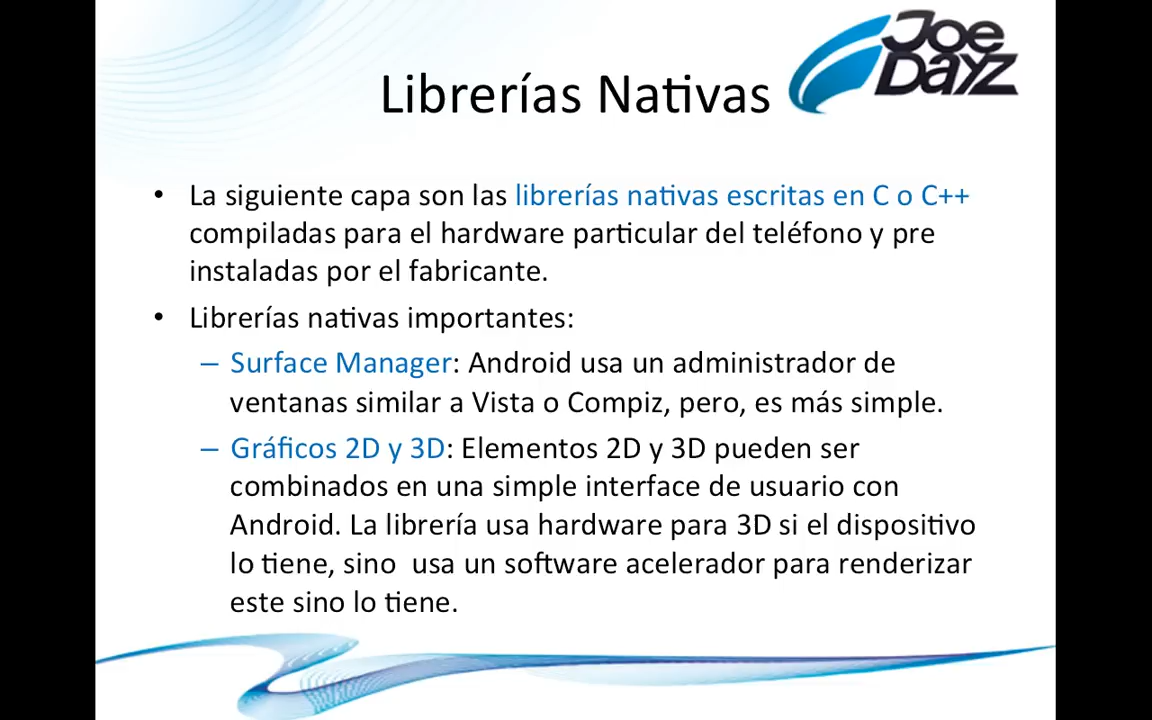 Joe
Dayz
Librerías Nativas
• La siguiente capa son las librerías nativas escritas en C o C++
compiladas para el hardware particular del teléfono y pre
instaladas por el fabricante.
• Librerías nativas importantes:
– Surface Manager: Android usa un administrador de
ventanas similar a Vista o Compiz, pero, es más simple.
– Gráficos 2D y 3D: Elementos 2D y 3D pueden ser
combinados en una simple interface de usuario con
Android. La librería usa hardware para 3D si el dispositivo
lo tiene, sino  usa un software acelerador para renderizar
este sino lo tiene.